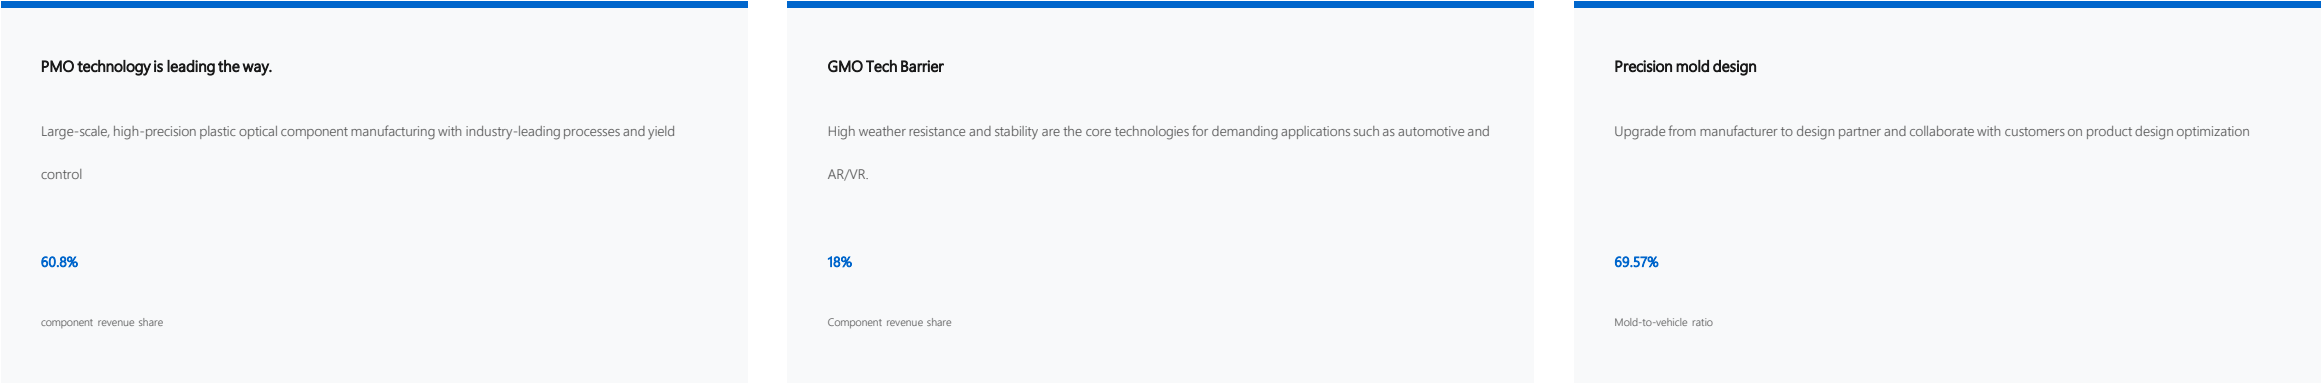 PMO technology is leading the way.
Large-scale, high-precision plastic optical component manufacturing with industry-leading processes and yield
control
60.8%
component revenue share
GMO Tech Barrier
High weather resistance and stability are the core technologies for demanding applications such as automotive and
AR/VR.
18%
Component revenue share
Precision mold design
Upgrade from manufacturer to design partner and collaborate with customers on product design optimization
69.57%
Mold-to-vehicle ratio